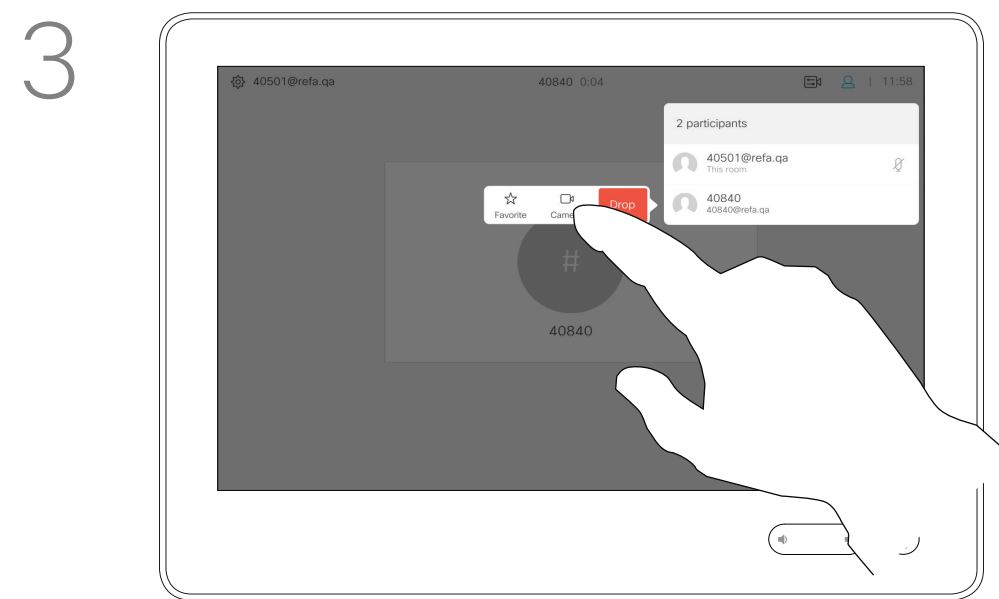 3
40501@refa.qa 40840 0:04 | 11:58
2 participants
40501@refa.qa
This room
40840
40840@refa.qa
Favorite Drop
#
40840